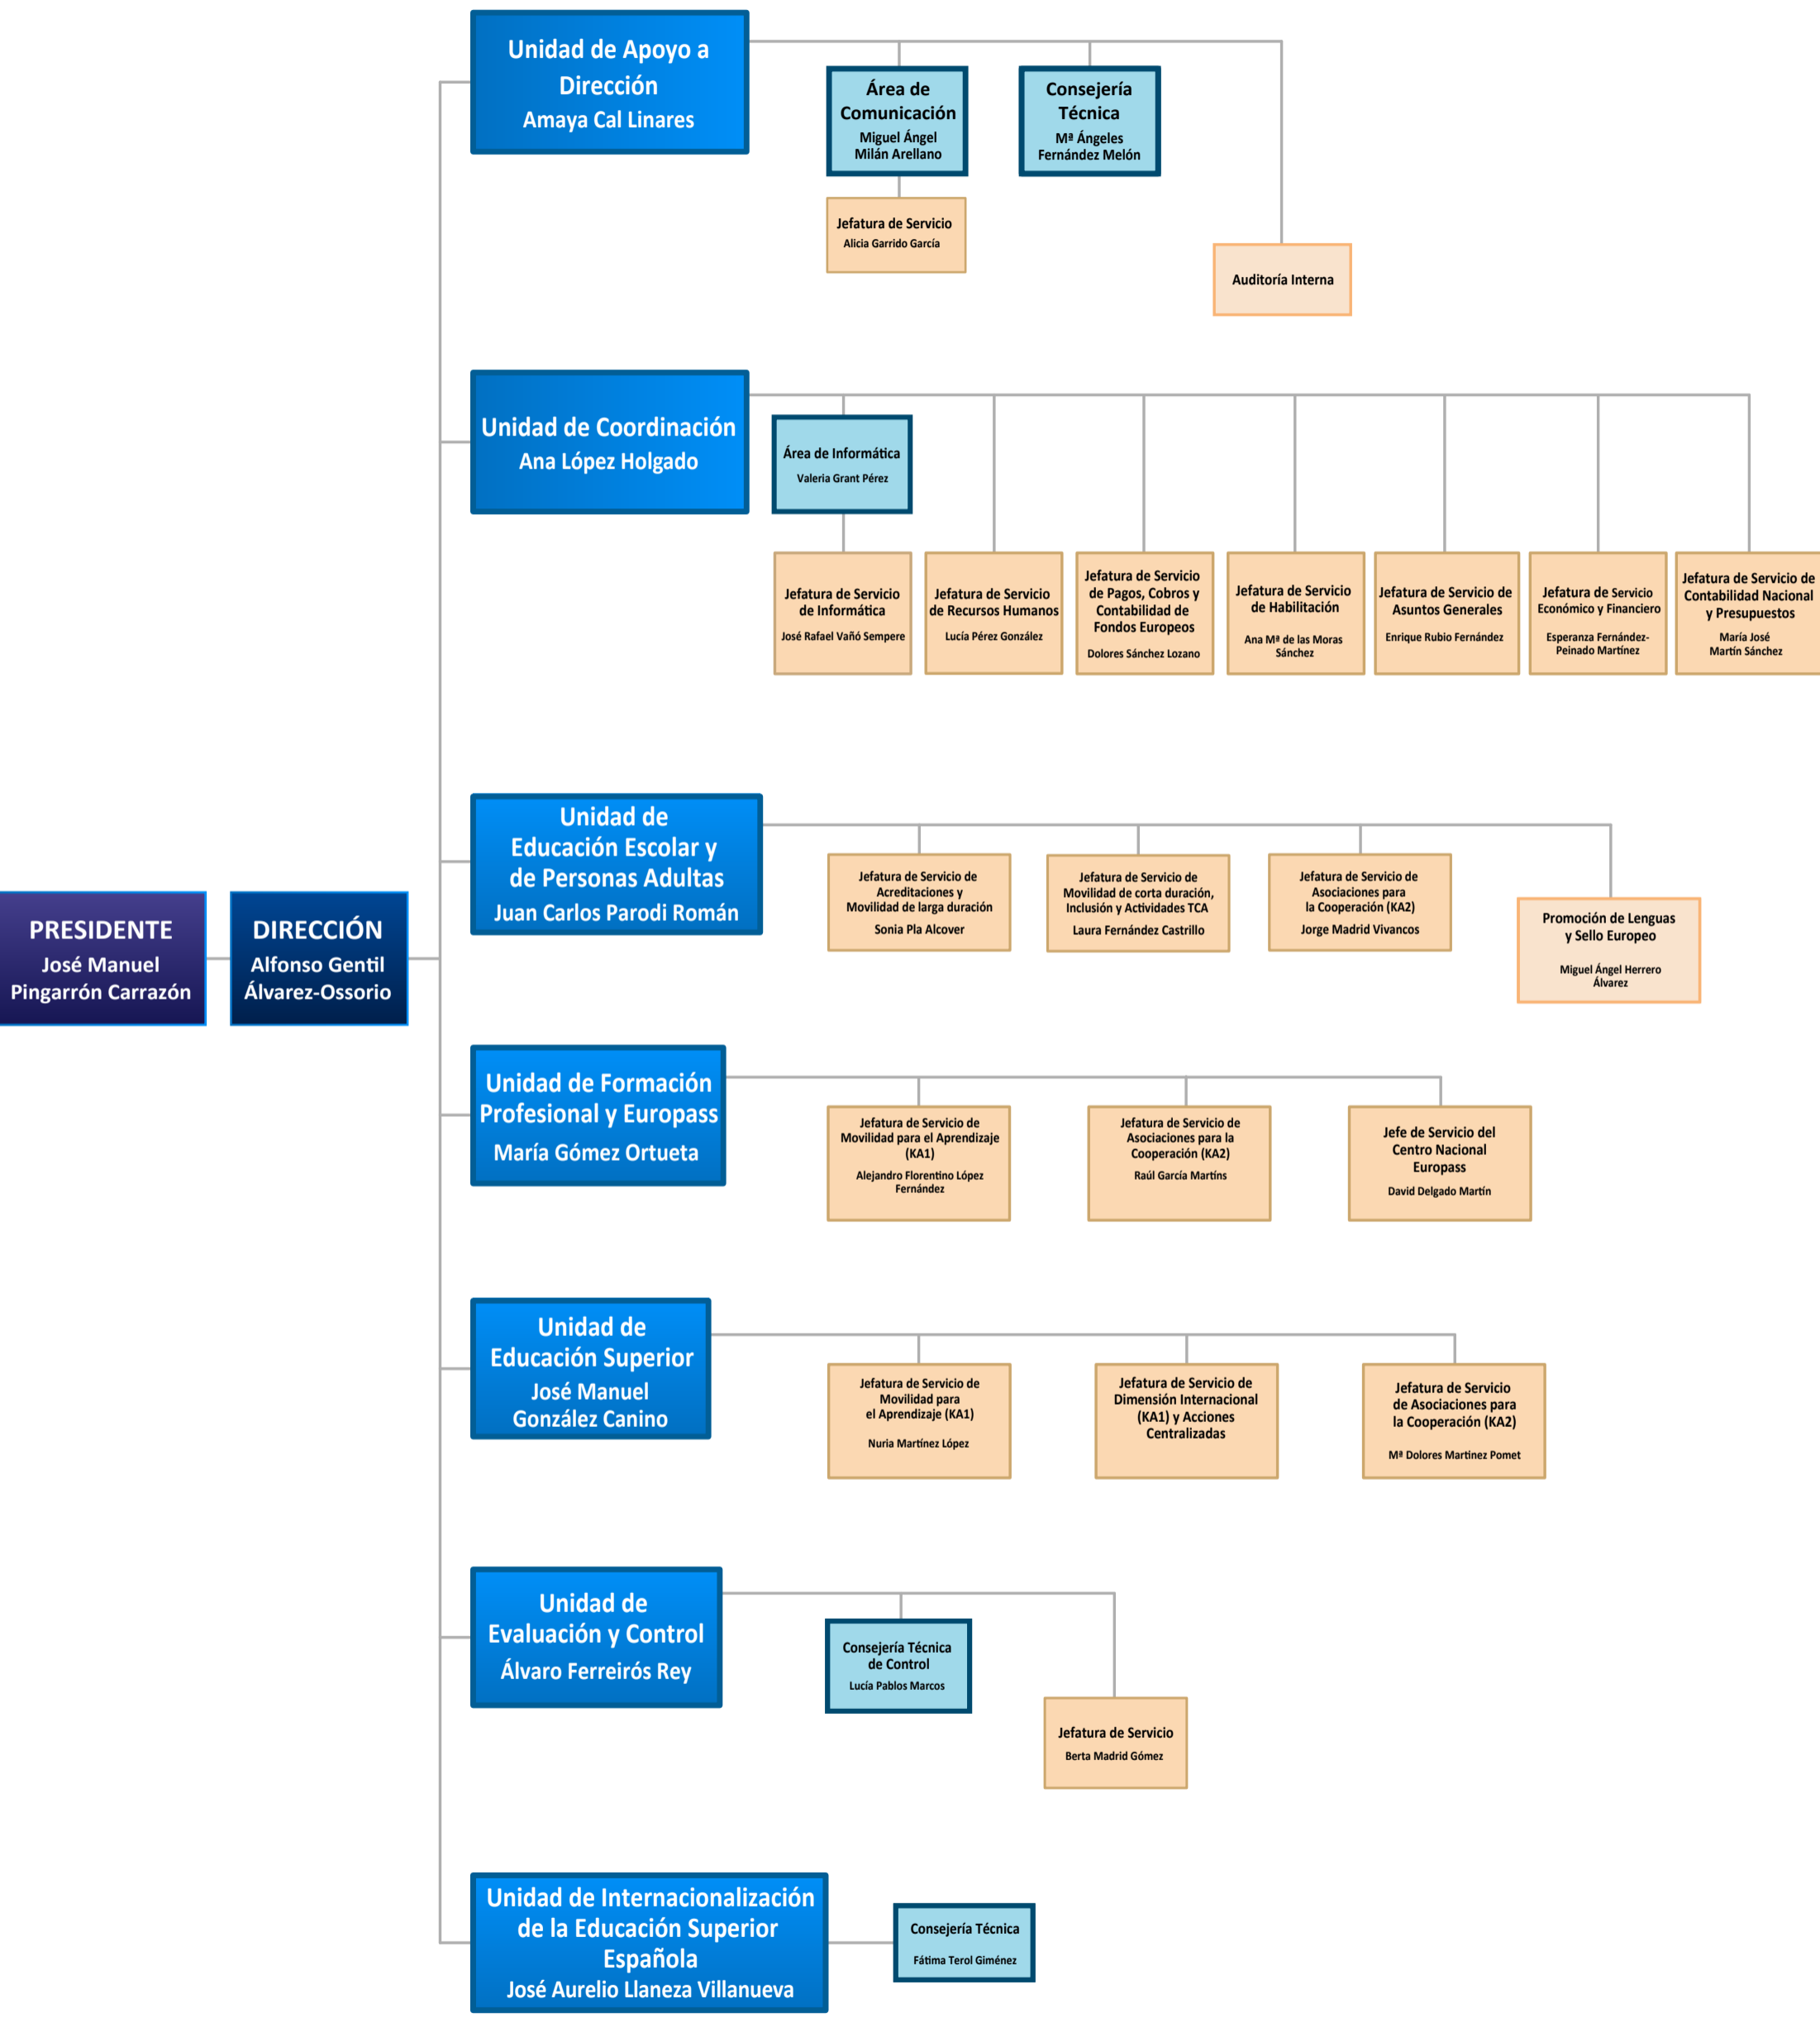 Unidad de Apoyo a
Dirección
Amaya Cal Linares
Área de
Comunicación
Miguel Ángel
Milán Arellano
Consejería
Técnica
Mª Ángeles
Fernández Melón
Jefatura de Servicio
Alicia Garrido García
Auditoría Interna
Unidad de Coordinación
Ana López Holgado
Área de Informática
Valeria Grant Pérez
Jefatura de Servicio
de Informática
José Rafael Vañó Sempere
Jefatura de Servicio
de Recursos Humanos
Lucía Pérez González
Jefatura de Servicio
de Pagos, Cobros y
Contabilidad de
Fondos Europeos
Dolores Sánchez Lozano
Jefatura de Servicio
de Habilitación
Ana Mª de las Moras
Sánchez
Jefatura de Servicio de
Asuntos Generales
Enrique Rubio Fernández
Jefatura de Servicio
Económico y Financiero
Esperanza Fernández-
Peinado Martínez
Jefatura de Servicio de
Contabilidad Nacional
y Presupuestos
María José
Martín Sánchez
PRESIDENTE
José Manuel
Pingarrón Carrazón
DIRECCIÓN
Alfonso Gentil
Álvarez-Ossorio
Unidad de
Educación Escolar y
de Personas Adultas
Juan Carlos Parodi Román
Jefatura de Servicio de
Acreditaciones y
Movilidad de larga duración
Sonia Pla Alcover
Jefatura de Servicio de
Movilidad de corta duración,
Inclusión y Actividades TCA
Laura Fernández Castrillo
Jefatura de Servicio de
Asociaciones para
la Cooperación (KA2)
Jorge Madrid Vivancos
Promoción de Lenguas
y Sello Europeo
Miguel Ángel Herrero
Álvarez
Unidad de Formación
Profesional y Europass
María Gómez Ortueta
Jefatura de Servicio de
Movilidad para el Aprendizaje
(KA1)
Alejandro Florentino López
Fernández
Jefatura de Servicio de
Asociaciones para la
Cooperación (KA2)
Raúl García Martíns
Jefe de Servicio del
Centro Nacional
Europass
David Delgado Martín
Unidad de
Educación Superior
José Manuel
González Canino
Jefatura de Servicio de
Movilidad para
el Aprendizaje (KA1)
Nuria Martínez López
Jefatura de Servicio de
Dimensión Internacional
(KA1) y Acciones
Centralizadas
Jefatura de Servicio
de Asociaciones para
la Cooperación (KA2)
Mª Dolores Martinez Pomet
Unidad de
Evaluación y Control
Álvaro Ferreirós Rey
Consejería Técnica
de Control
Lucía Pablos Marcos
Jefatura de Servicio
Berta Madrid Gómez
Unidad de Internacionalización
de la Educación Superior
Española
José Aurelio Llaneza Villanueva
Consejería Técnica
Fátima Terol Giménez